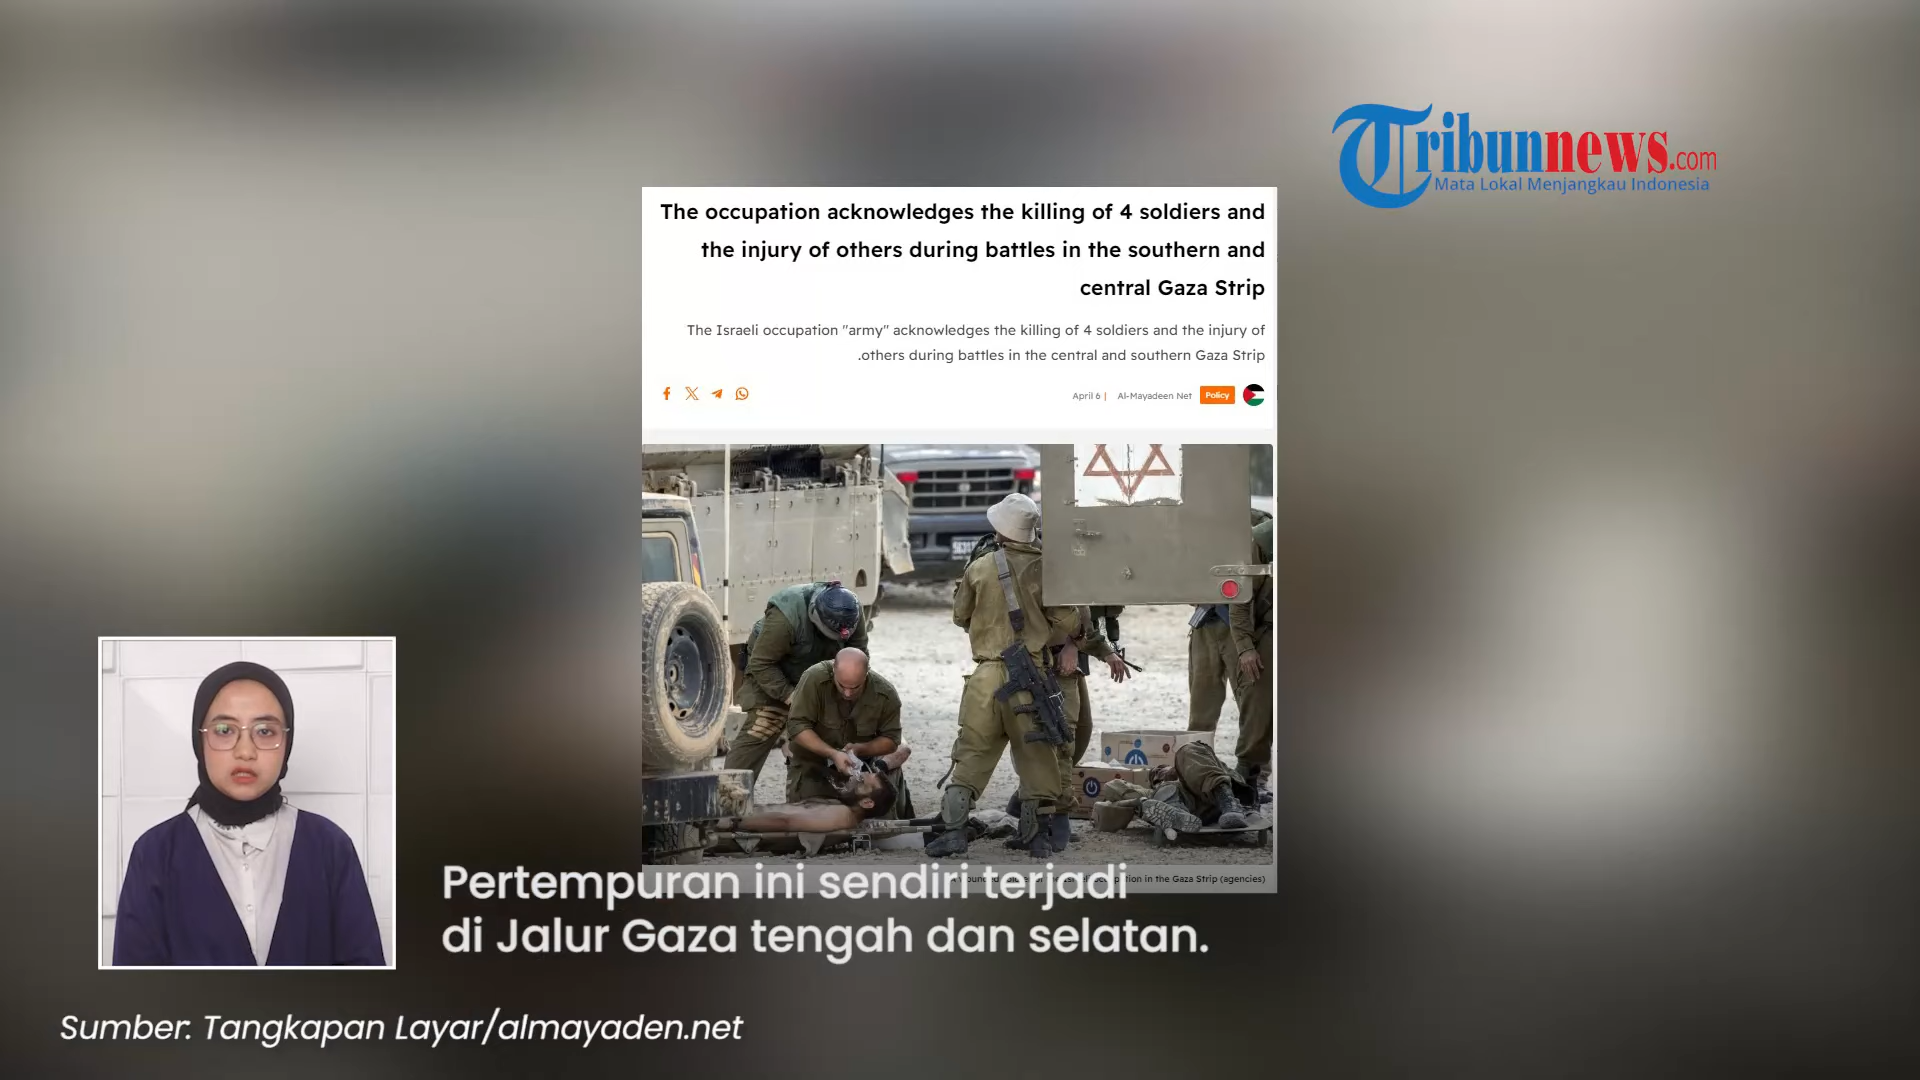 Tribunnews.com
Mata Lokal Menjangkau Indonesia
The occupation acknowledges the killing of 4 soldiers and
the injury of others during battles in the southern and
central Gaza Strip
The Israeli occupation "army" acknowledges the killing of 4 soldiers and the injury of
.others during battles in the central and southern Gaza Strip
April 6 | Al-Mayadeen Net Policy
in the Gaza Strip (agencies)
Pertempuran ini sendiri terjadi
di Jalur Gaza tengah dan selatan.
Sumber: Tangkapan Layar/almayaden.net